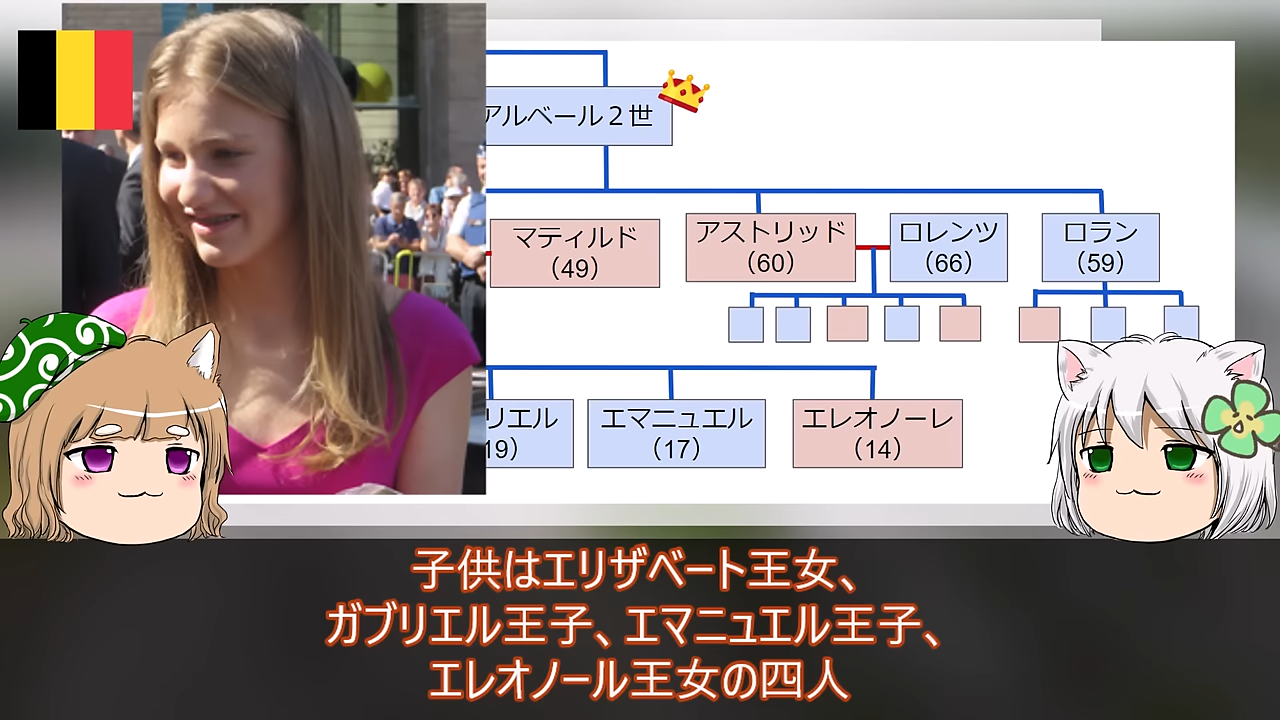 アルベール２世
マティルド
（49）
アストリッド
（60）
ロレンツ
（66）
ロラン
（59）
リエル
19）
エマニュエル
（17）
エレオノーレ
（14）
子供はエリザベート王女、
ガブリエル王子、エマニュエル王子、
エレオノール王女の四人